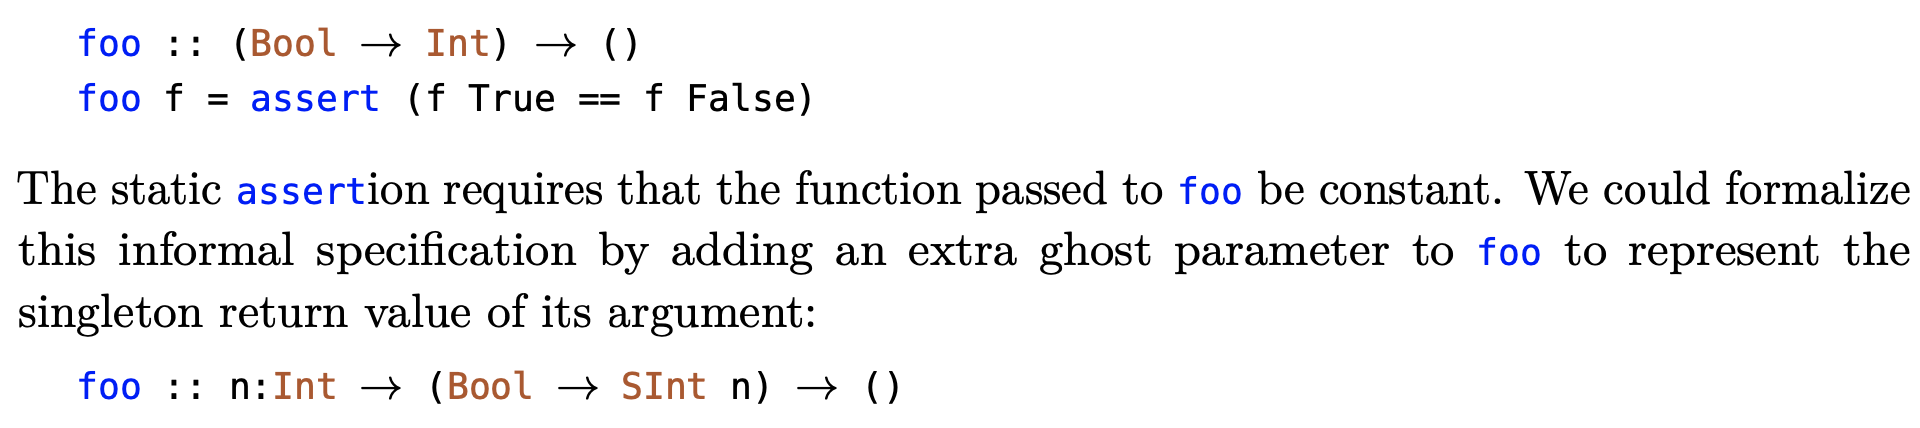 foo :: (Bool → Int) → ()
foo f = assert (f True == f False)
The static assertion requires that the function passed to foo be constant. We could formalize
this informal specification by adding an extra ghost parameter to foo to represent the
singleton return value of its argument:
foo :: n:Int → (Bool → SInt n) → ()